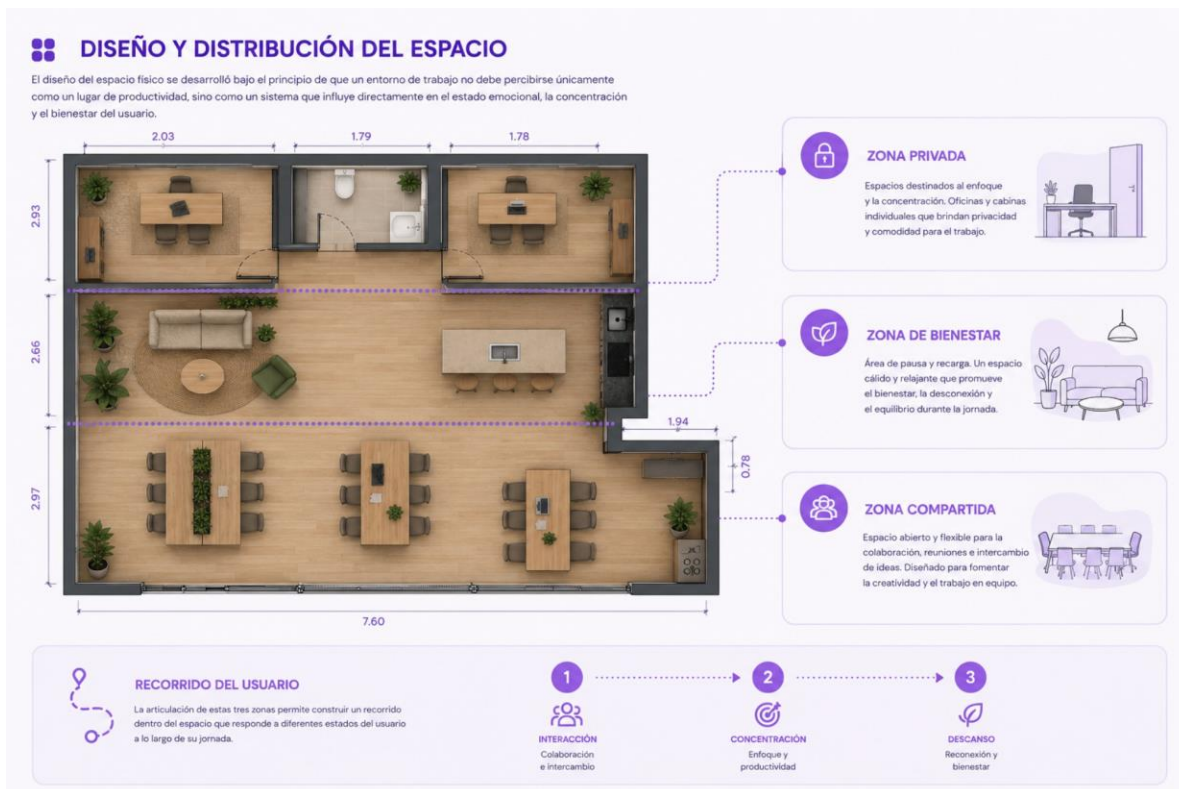 DISEÑO Y DISTRIBUCIÓN DEL ESPACIO
El diseño del espacio físico se desarrolló bajo el principio de que un entorno de trabajo no debe percibirse únicamente
como un lugar de productividad, sino como un sistema que influye directamente en el estado emocional, la concentración
y el bienestar del usuario.
2.03
1.79
1.78
2.93
2.66
2.97
1.94
0.78
7.60
ZONA PRIVADA
Espacios destinados al enfoque
y la concentración. Oficinas y cabinas
individuales que brindan privacidad
y comodidad para el trabajo.
ZONA DE BIENESTAR
Área de pausa y recarga. Un espacio
cálido y relajante que promueve
el bienestar, la desconexión y
el equilibrio durante la jornada.
ZONA COMPARTIDA
Espacio abierto y flexible para la
colaboración, reuniones e intercambio
de ideas. Diseñado para fomentar
la creatividad y el trabajo en equipo.
RECORRIDO DEL USUARIO
La articulación de estas tres zonas permite construir un recorrido
dentro del espacio que responde a diferentes estados del usuario
a lo largo de su jornada.
1
INTERACCIÓN
Colaboración
e intercambio
2
CONCENTRACIÓN
Enfoque y
productividad
3
DESCANSO
Reconexión y
bienestar